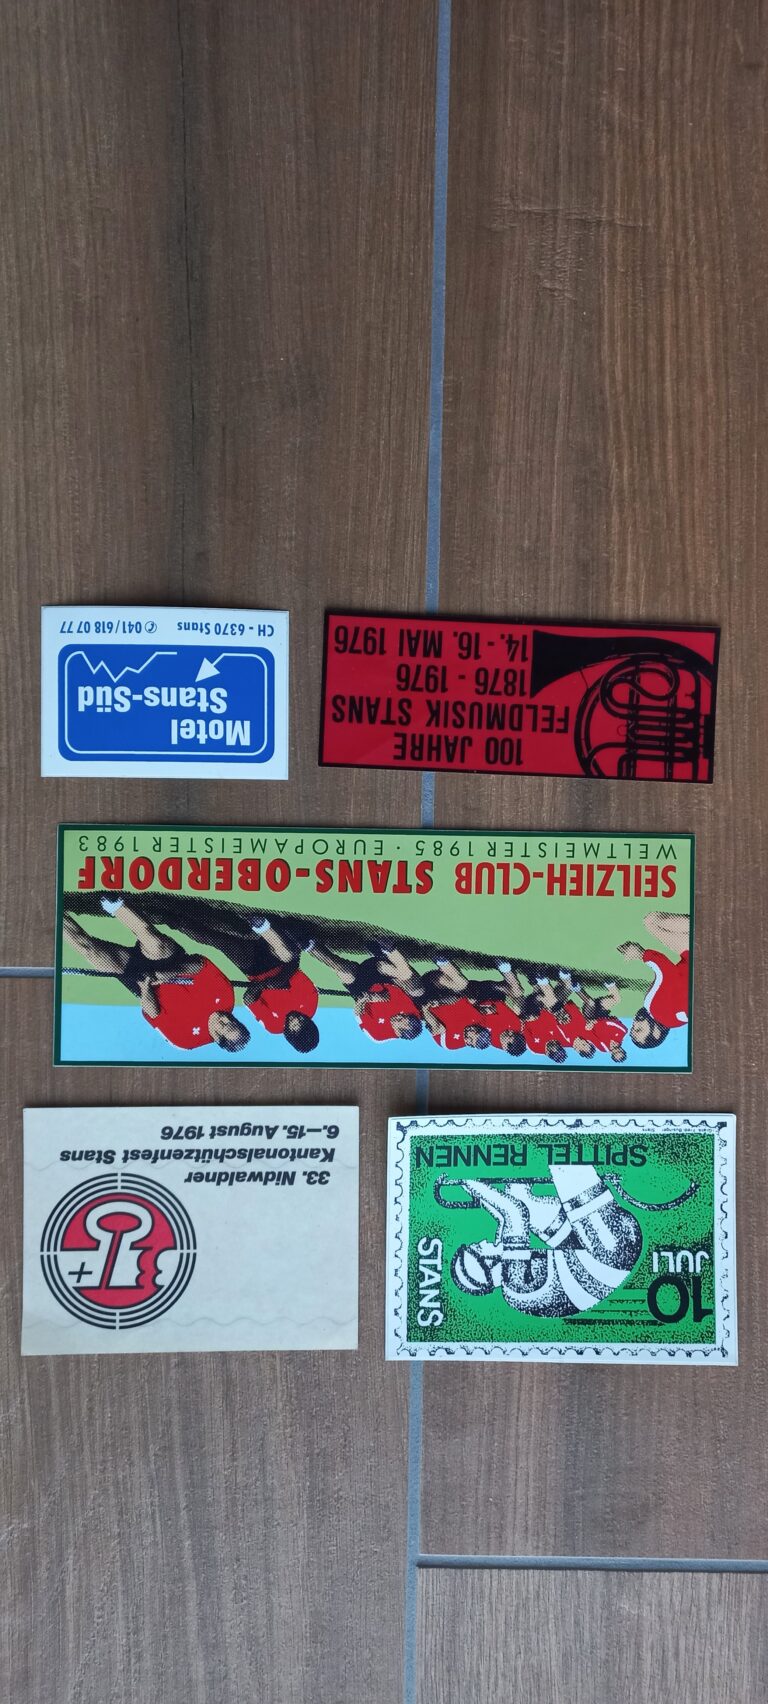 10
JULI
STANS
SPITTEL RENNEN
33. Nidwaldner
Kantonalschützenfest Stans
6.—15. August 1976
SEILZIEH-CLUB STANS-OBERDORF
WELTMEISTER 1985 · EUROPAMEISTER 1983
100 JAHRE
FELDMUSIK STANS
1876 - 1976
14. - 16. MAI 1976
Motel
Stans-Süd
CH - 6370 Stans ✆ 041/618 07 77